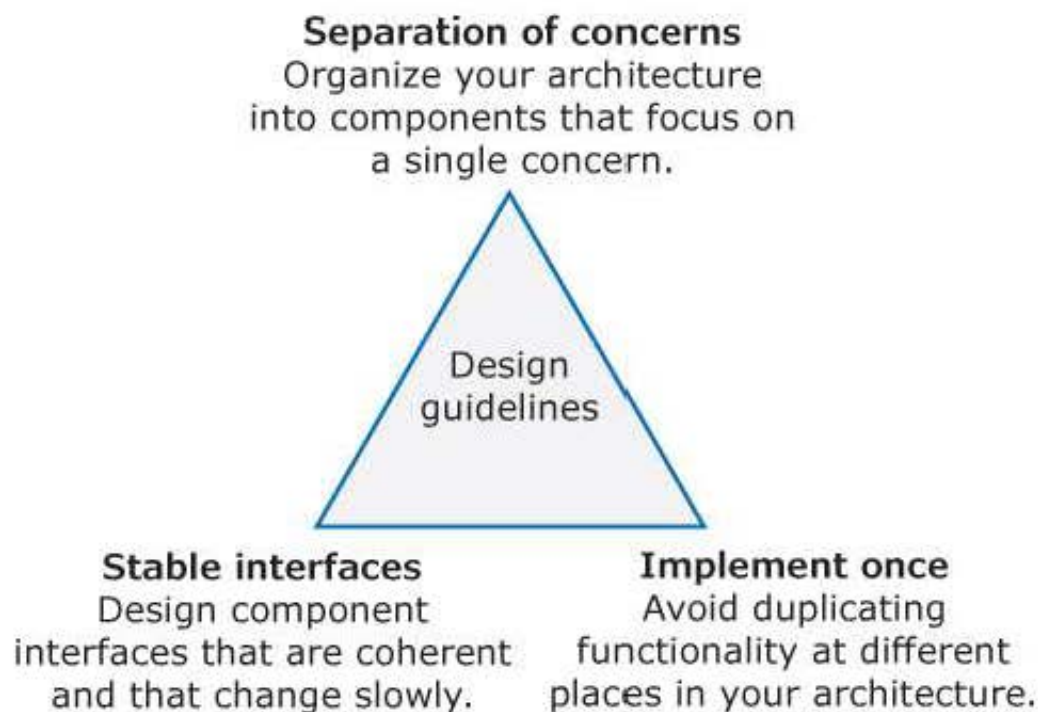 Separation of concerns
Organize your architecture
into components that focus on
a single concern.
Design
guidelines
Stable interfaces
Design component
interfaces that are coherent
and that change slowly.
Implement once
Avoid duplicating
functionality at different
places in your architecture.